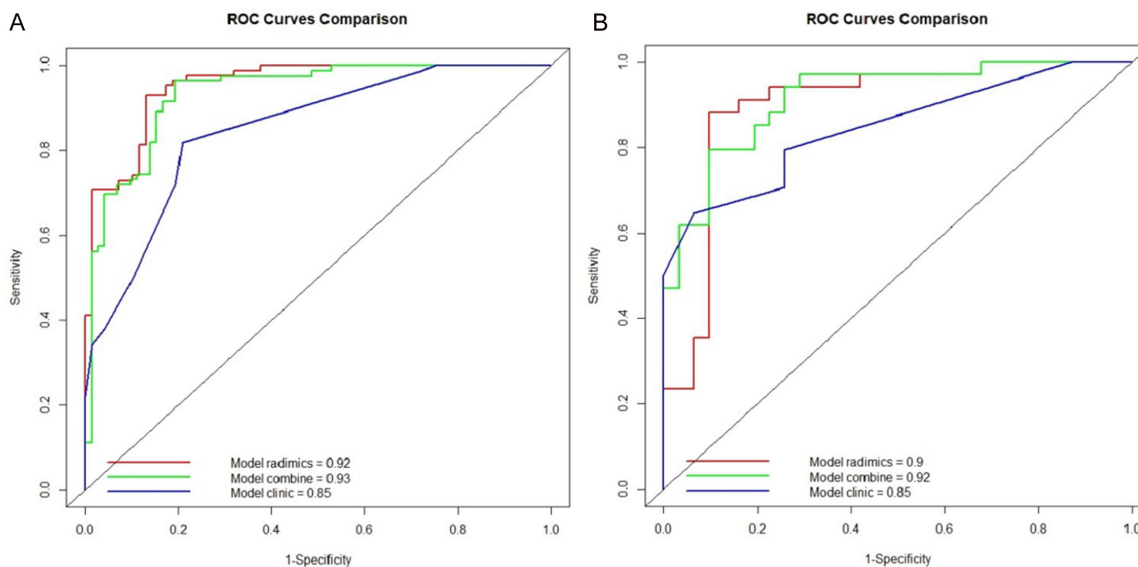 A
ROC Curves Comparison
Sensitivity
1.0
0.8
0.6
0.4
0.2
0.0
Model radimics = 0.92
Model combine = 0.93
Model clinic = 0.85
0.0 0.2 0.4 0.6 0.8 1.0
1-Specificity
B
ROC Curves Comparison
Sensitivity
1.0
0.8
0.6
0.4
0.2
0.0
Model radimics = 0.9
Model combine = 0.92
Model clinic = 0.85
0.0 0.2 0.4 0.6 0.8 1.0
1-Specificity